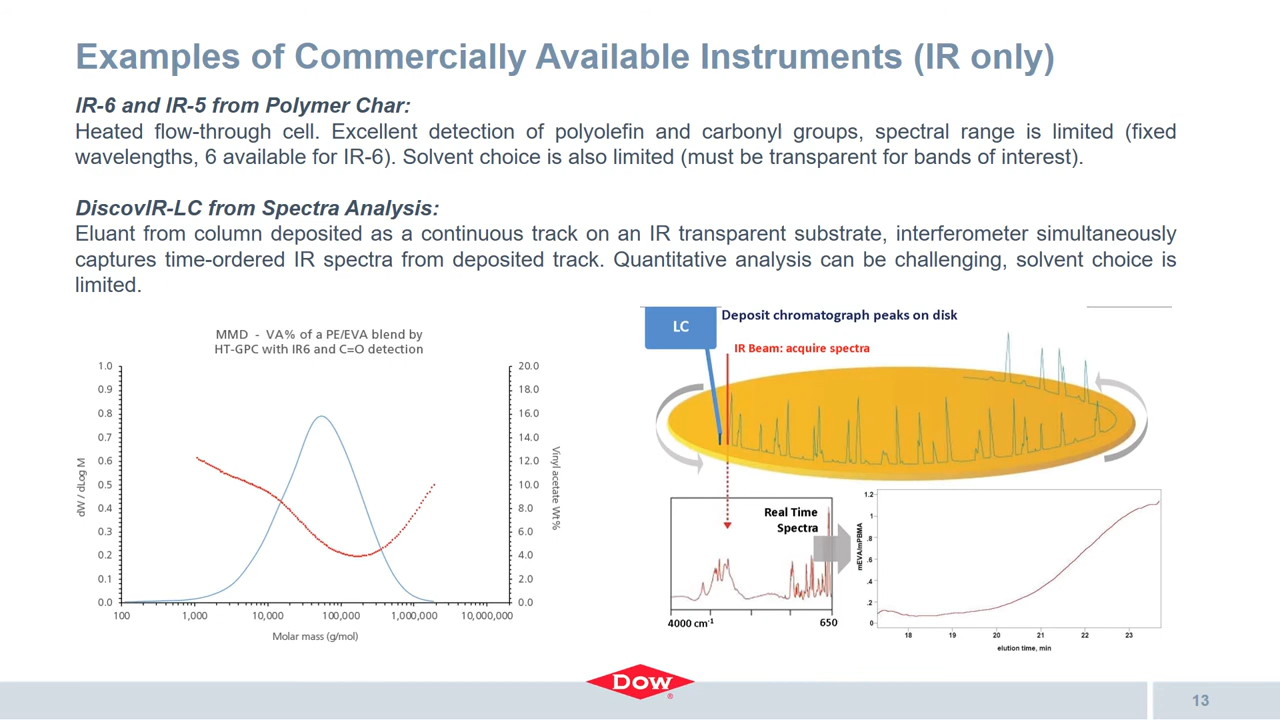 Examples of Commercially Available Instruments (IR only)
IR-6 and IR-5 from Polymer Char:
Heated flow-through cell. Excellent detection of polyolefin and carbonyl groups, spectral range is limited (fixed
wavelengths, 6 available for IR-6). Solvent choice is also limited (must be transparent for bands of interest).
DiscovIR-LC from Spectra Analysis:
Eluant from column deposited as a continuous track on an IR transparent substrate, interferometer simultaneously
captures time-ordered IR spectra from deposited track. Quantitative analysis can be challenging, solvent choice is
limited.
MMD - VA% of a PE/EVA blend by
HT-GPC with IR6 and C=O detection
1.0
0.9
0.8
0.7
0.6
0.5
0.4
0.3
0.2
0.1
0.0
dW / dLog M
20.0
18.0
16.0
14.0
12.0
10.0
8.0
6.0
4.0
2.0
0.0
Vinyl acetate Wt%
100
1,000
10,000
100,000
1,000,000
10,000,000
Molar mass (g/mol)
LC
Deposit chromatograph peaks on disk
IR Beam: acquire spectra
Real Time
Spectra
4000 cm-1
650
mEVA/mPBMA
1.2
1
.8
.6
.4
.2
0
18
19
20
21
22
23
elution time, min
Dow
®
13